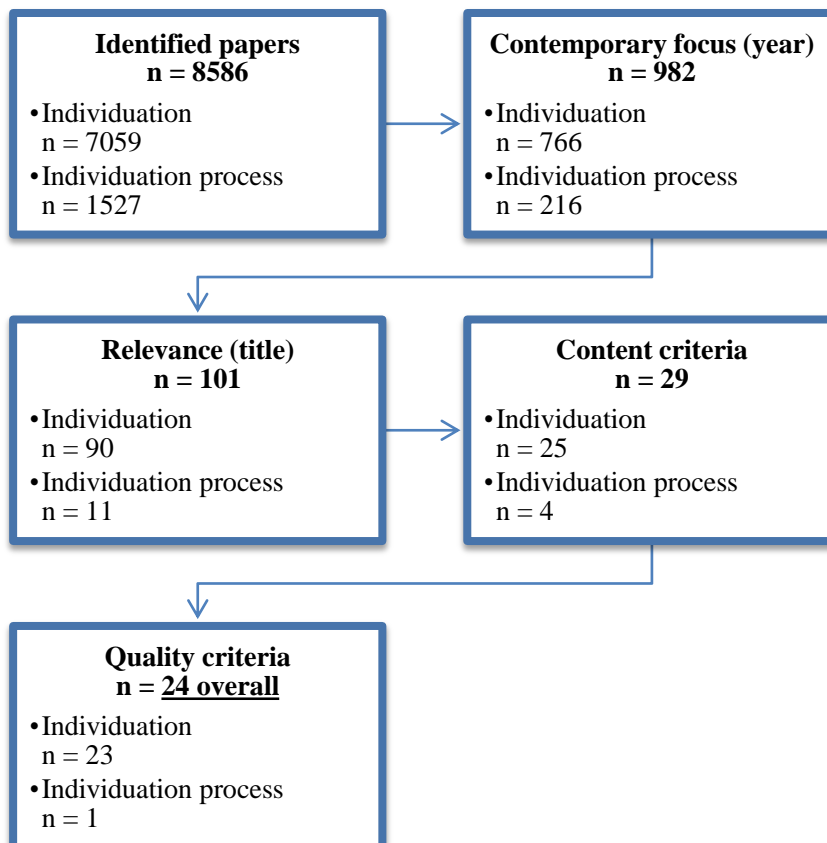 Identified papers
n = 8586
•Individuation
n = 7059
•Individuation process
n = 1527
Contemporary focus (year)
n = 982
•Individuation
n = 766
•Individuation process
n = 216
Relevance (title)
n = 101
•Individuation
n = 90
•Individuation process
n = 11
Content criteria
n = 29
•Individuation
n = 25
•Individuation process
n = 4
Quality criteria
n = 24 overall
•Individuation
n = 23
•Individuation process
n = 1